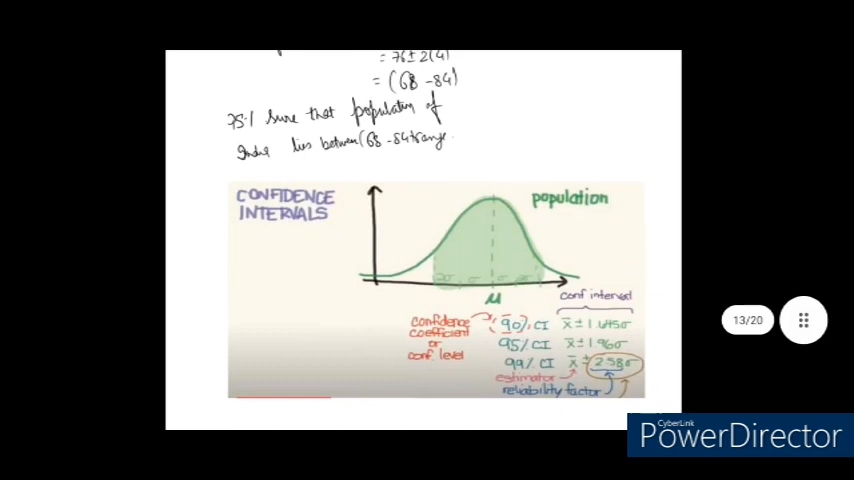 = 76 ± 2(4)
= (68 - 84)
75% sure that population of
India lies between (68 - 84) range.
CONFIDENCE
INTERVALS
population
μ
conf interval
confidence
coefficient
or
conf. level
90% CI x̄ ± 1.645σ
95% CI x̄ ± 1.96σ
99% CI x̄ ± 2.58σ
estimator
reliability factor
13/20
CyberLink
PowerDirector